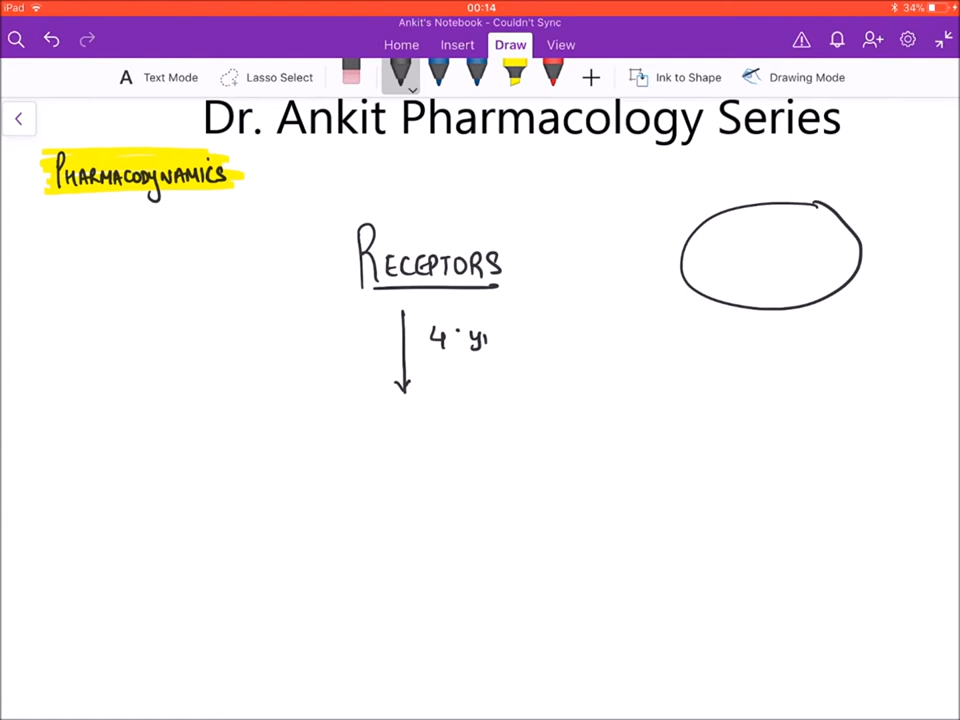 iPad 00:14 34%
Ankit's Notebook - Couldn't Sync
Home Insert Draw View
A Text Mode Lasso Select Ink to Shape Drawing Mode
Dr. Ankit Pharmacology Series
PHARMACODYNAMICS
RECEPTORS
4